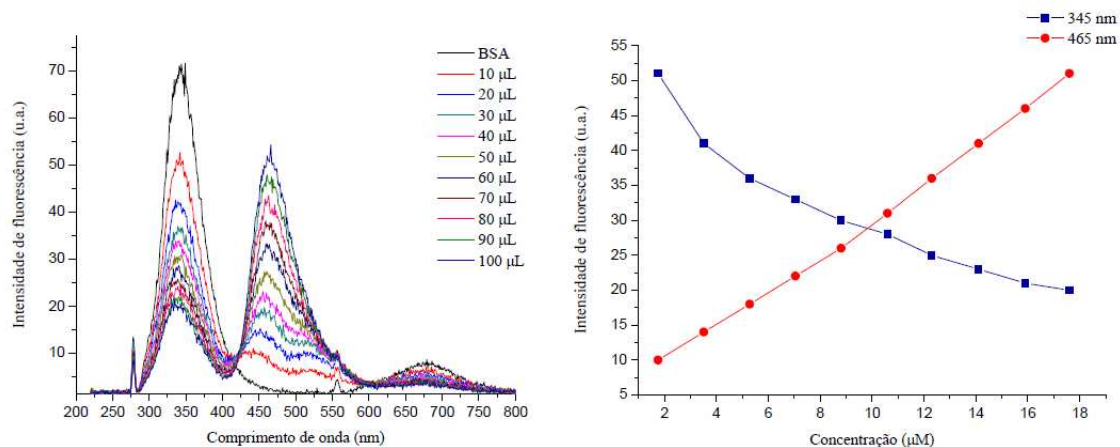 70
60
50
40
30
20
10
200 250 300 350 400 450 500 550 600 650 700 750 800
Intensidade de fluorescência (u.a.)
Comprimento de onda (nm)
BSA
10 μL
20 μL
30 μL
40 μL
50 μL
60 μL
70 μL
80 μL
90 μL
100 μL
345 nm
465 nm
55
50
45
40
35
30
25
20
15
10
5
2 4 6 8 10 12 14 16 18
Intensidade de fluorescência (u.a.)
Concentração (μM)